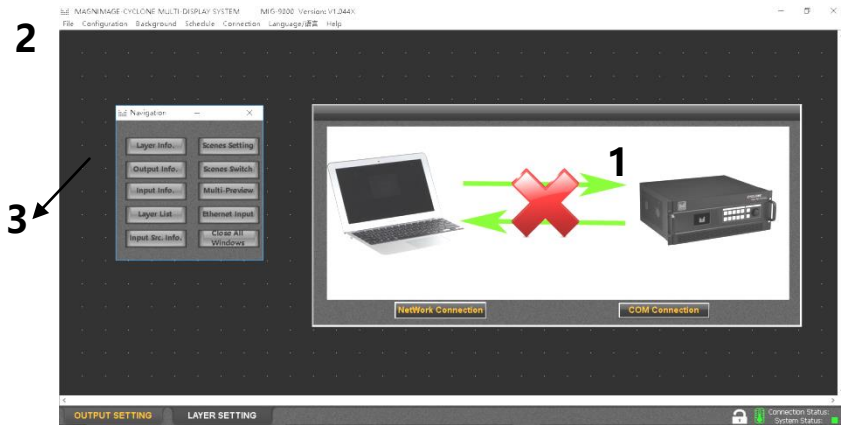 MAGNIMAGE-CYCLONE MULTI-DISPLAY SYSTEM MIG-9800 Version: V1.044X
File Configuration Background Schedule Connection Language/语言 Help
2
Navigation
Layer Info. Scenes Setting
Output Info. Scenes Switch
Input Info. Multi-Preview
Layer List Ethernet Input
Input Src. Info. Close All Windows
1
3
NetWork Connection COM Connection
OUTPUT SETTING LAYER SETTING
Connection Status:
System Status: